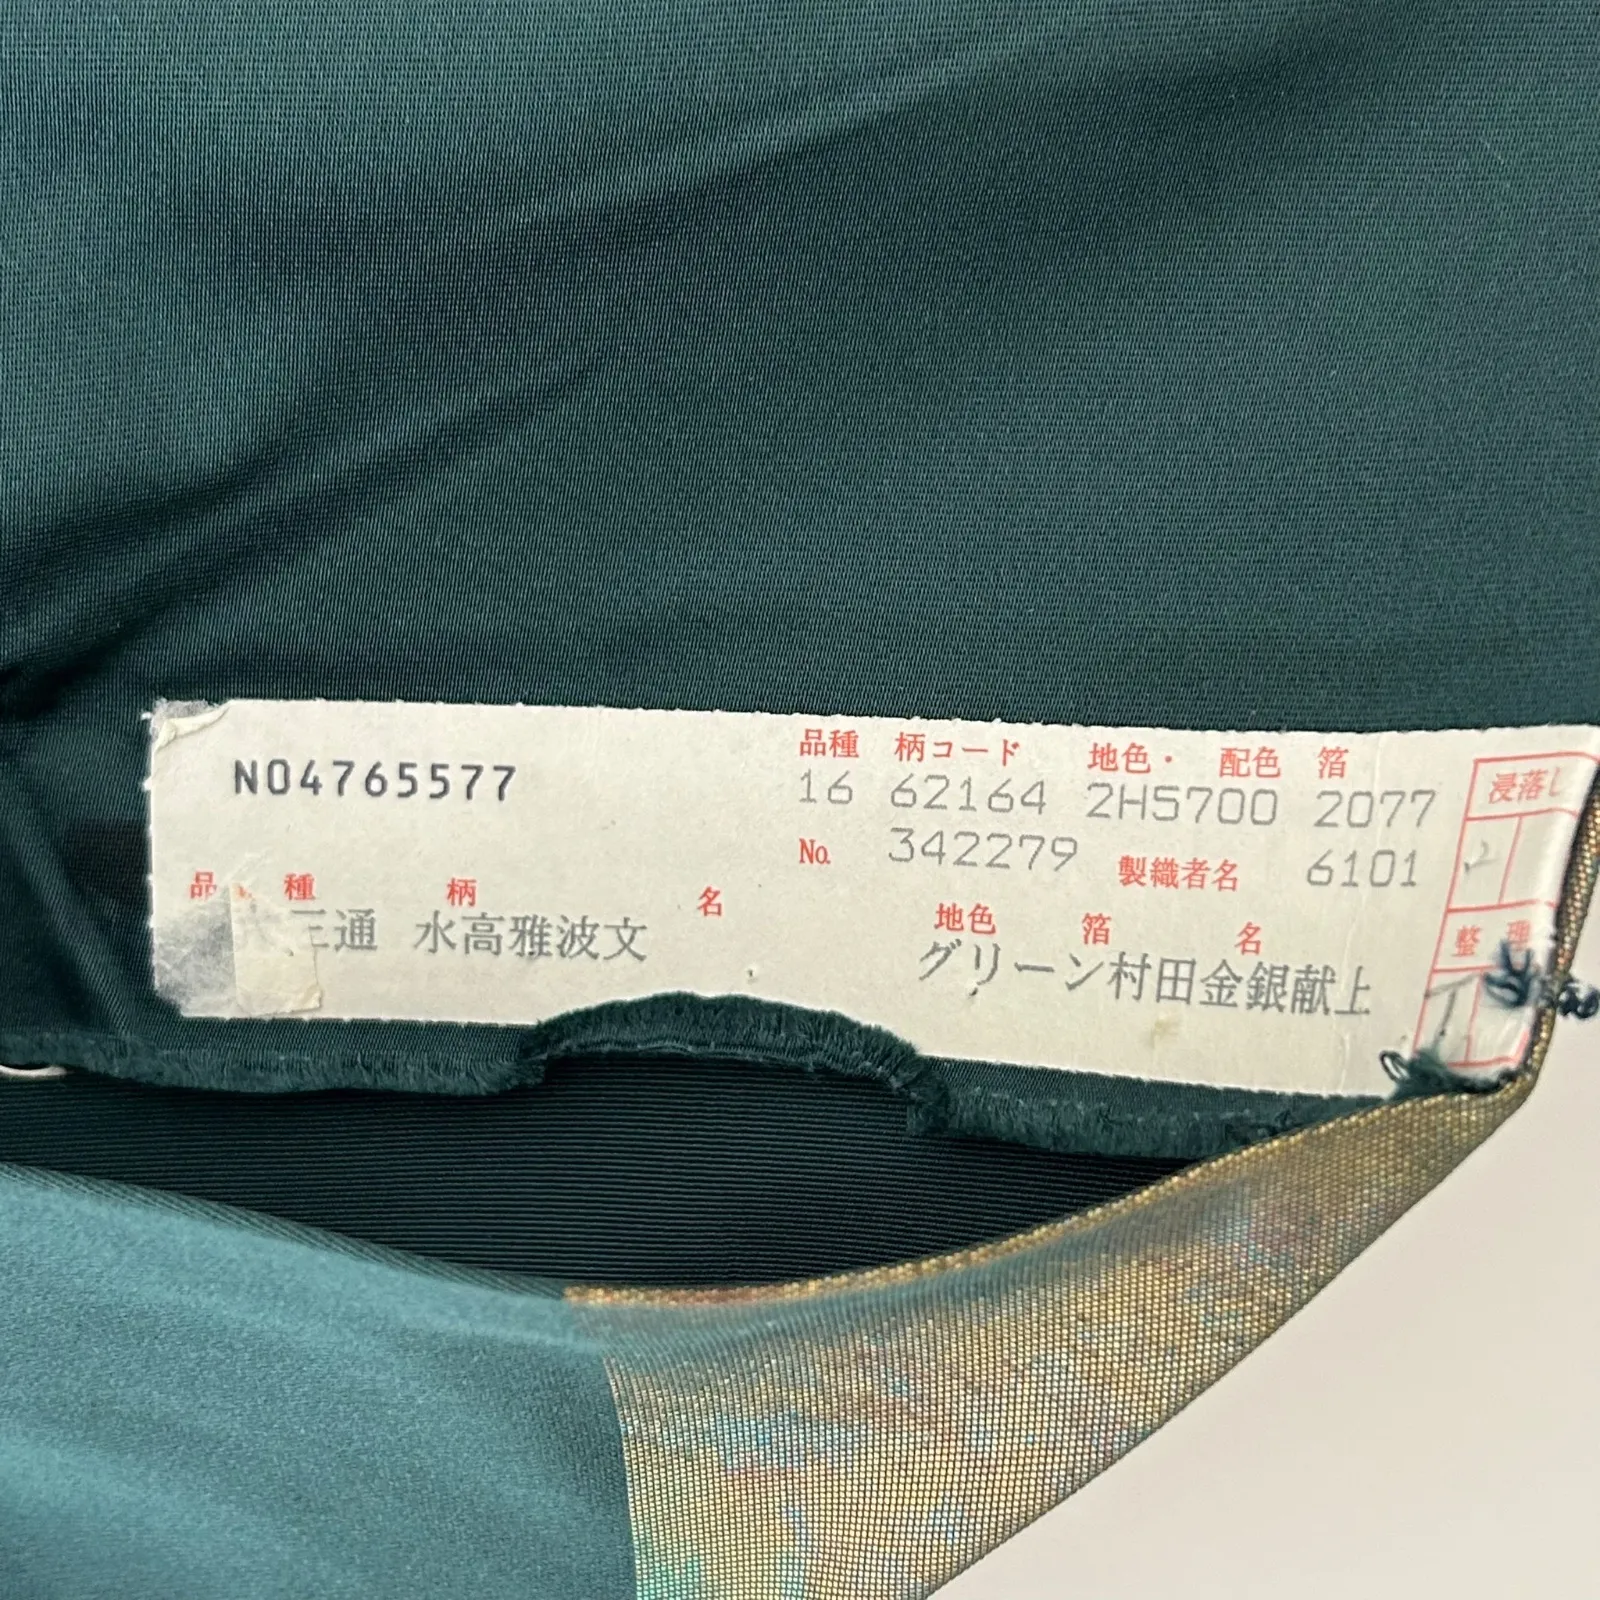 N04765577
品種 柄コード 地色・配色 箔
16 62164 2H5700 2077
No. 342279 製織者名 6101
品種 柄名
三通 水高雅波文
地色 箔名
グリーン村田金銀献上
浸落し
整理